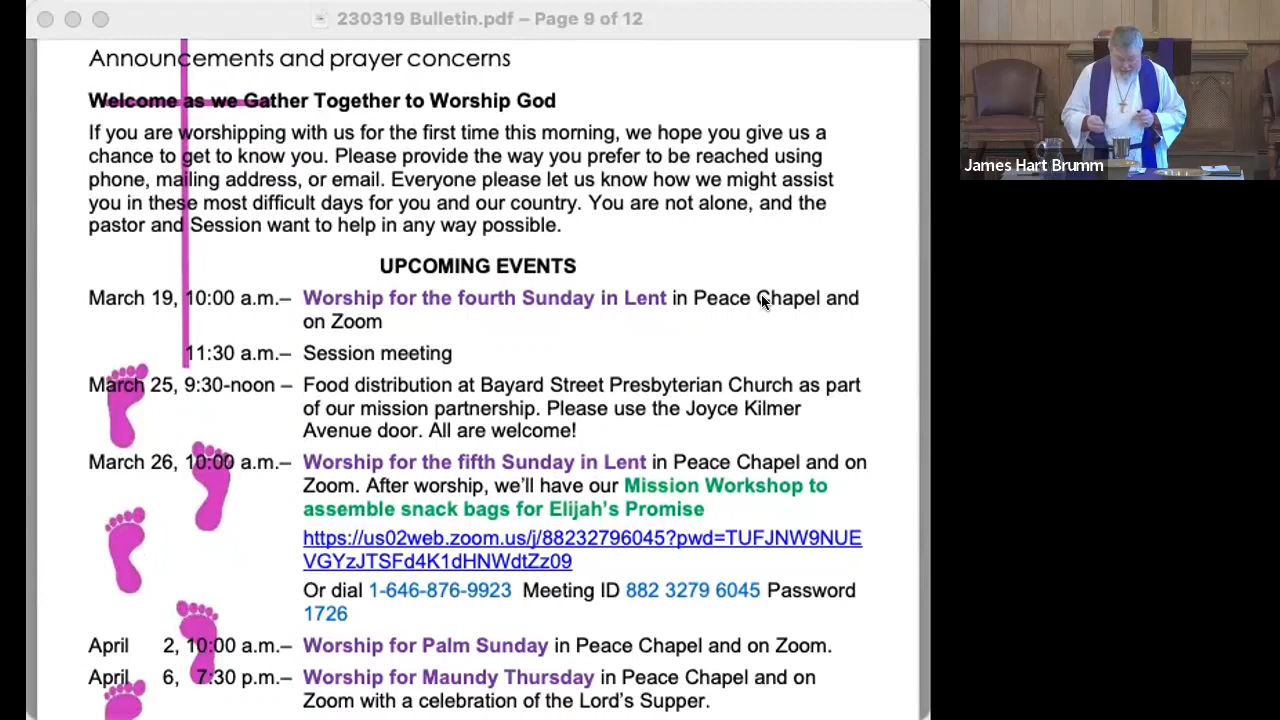 230319 Bulletin.pdf – Page 9 of 12
Announcements and prayer concerns
Welcome as we Gather Together to Worship God
If you are worshipping with us for the first time this morning, we hope you give us a
chance to get to know you. Please provide the way you prefer to be reached using
phone, mailing address, or email. Everyone please let us know how we might assist
you in these most difficult days for you and our country. You are not alone, and the
pastor and Session want to help in any way possible.
UPCOMING EVENTS
March 19, 10:00 a.m.– Worship for the fourth Sunday in Lent in Peace Chapel and
on Zoom
11:30 a.m.– Session meeting
March 25, 9:30-noon – Food distribution at Bayard Street Presbyterian Church as part
of our mission partnership. Please use the Joyce Kilmer
Avenue door. All are welcome!
March 26, 10:00 a.m.– Worship for the fifth Sunday in Lent in Peace Chapel and on
Zoom. After worship, we’ll have our Mission Workshop to
assemble snack bags for Elijah’s Promise
https://us02web.zoom.us/j/88232796045?pwd=TUFJNW9NUE
VGYzJTSFd4K1dHNWdtZz09
Or dial 1-646-876-9923 Meeting ID 882 3279 6045 Password
1726
April 2, 10:00 a.m.– Worship for Palm Sunday in Peace Chapel and on Zoom.
April 6, 7:30 p.m.– Worship for Maundy Thursday in Peace Chapel and on
Zoom with a celebration of the Lord’s Supper.
James Hart Brumm